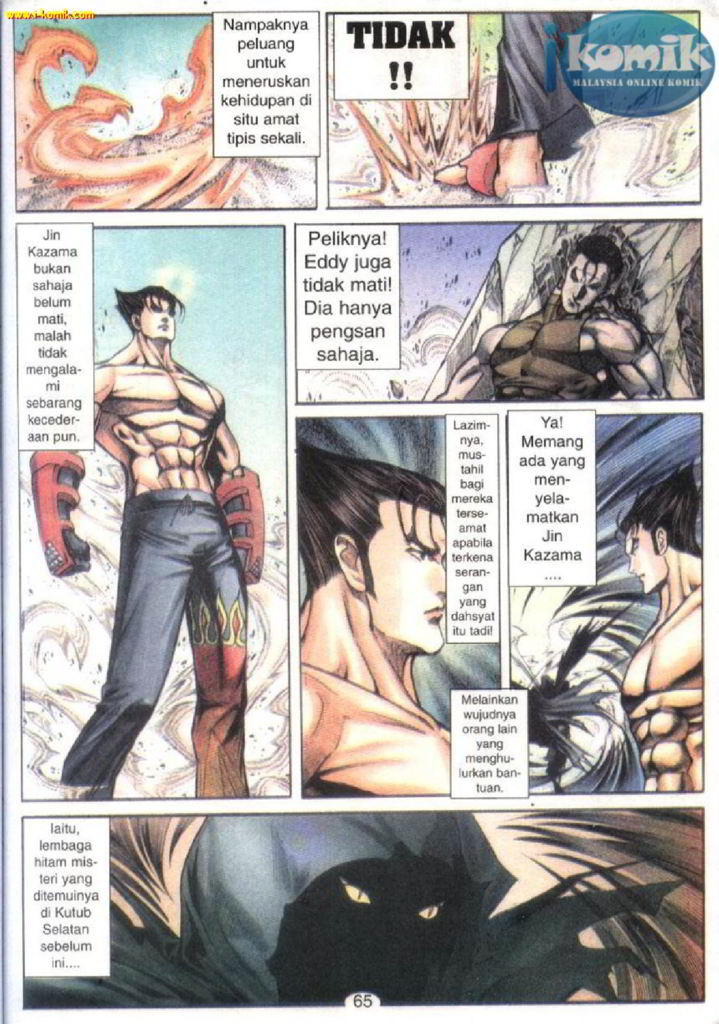 www.i-komik.com
Nampaknya
peluang
untuk
meneruskan
kehidupan di
situ amat
tipis sekali.
TIDAK
!!
ikomik
MALAYSIA ONLINE KOMIK
Jin
Kazama
bukan
sahaja
belum
mati,
malah
tidak
mengala-
mi
sebarang
keceder-
aan pun.
Peliknya!
Eddy juga
tidak mati!
Dia hanya
pengsan
sahaja.
Lazim-
nya,
mus-
tahil
bagi
mereka
terse-
amat
apabila
terkena
seran-
gan
yang
dahsyat
itu tadi!
Melainkan
wujudnya
orang lain
yang
menghu-
lurkan ban-
tuan.
Ya!
Memang
ada yang
men-
yela-
matkan
Jin
Kazama
....
Iaitu,
lembaga
hitam mis-
teri yang
ditemuinya
di Kutub
Selatan
sebelum
ini....
65